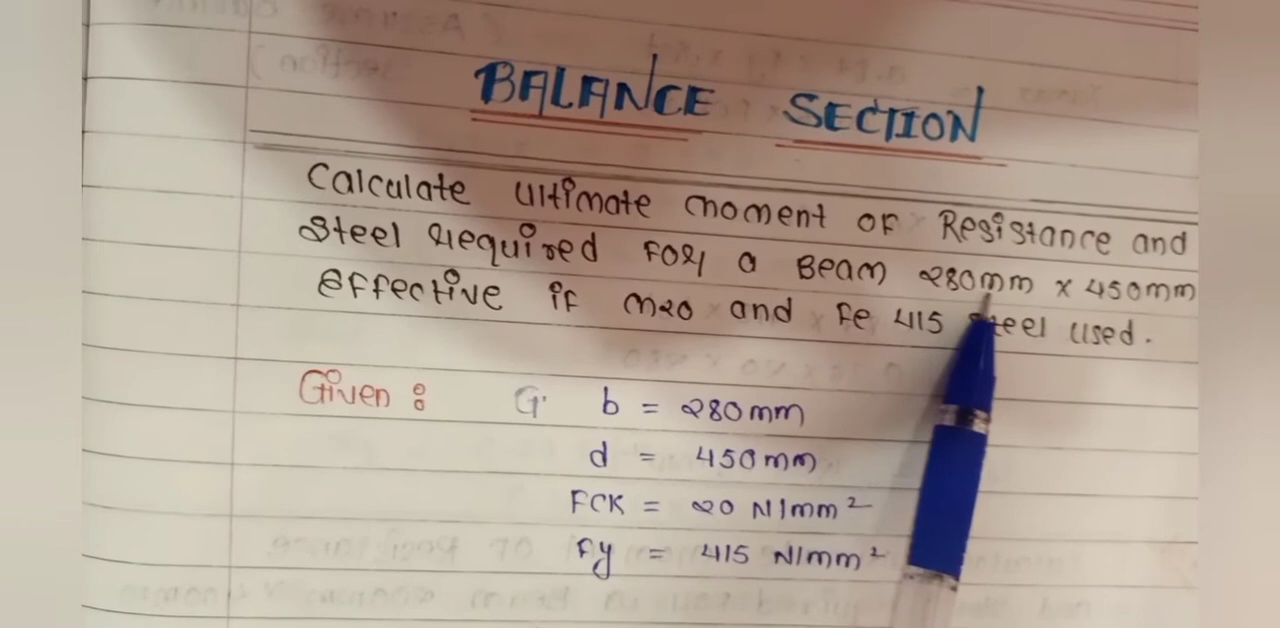 BALANCE SECTION
Calculate ultimate moment of Resistance and
Steel required For a Beam 280mm x 450mm
effective if m20 and Fe 415 steel used.
Given : G. b = 280mm
d = 450mm
FCK = 20 N/mm²
Fy = 415 N/mm²